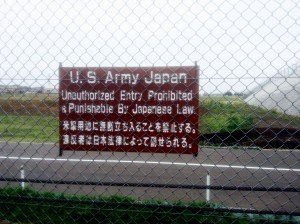 U. S. Army Japan
Unauthorized Entry Prohibited
& Punishable By Japanese Law.
米軍用地に無断立ち入ることを禁止する。
違反者は日本法律によって罰せられる。